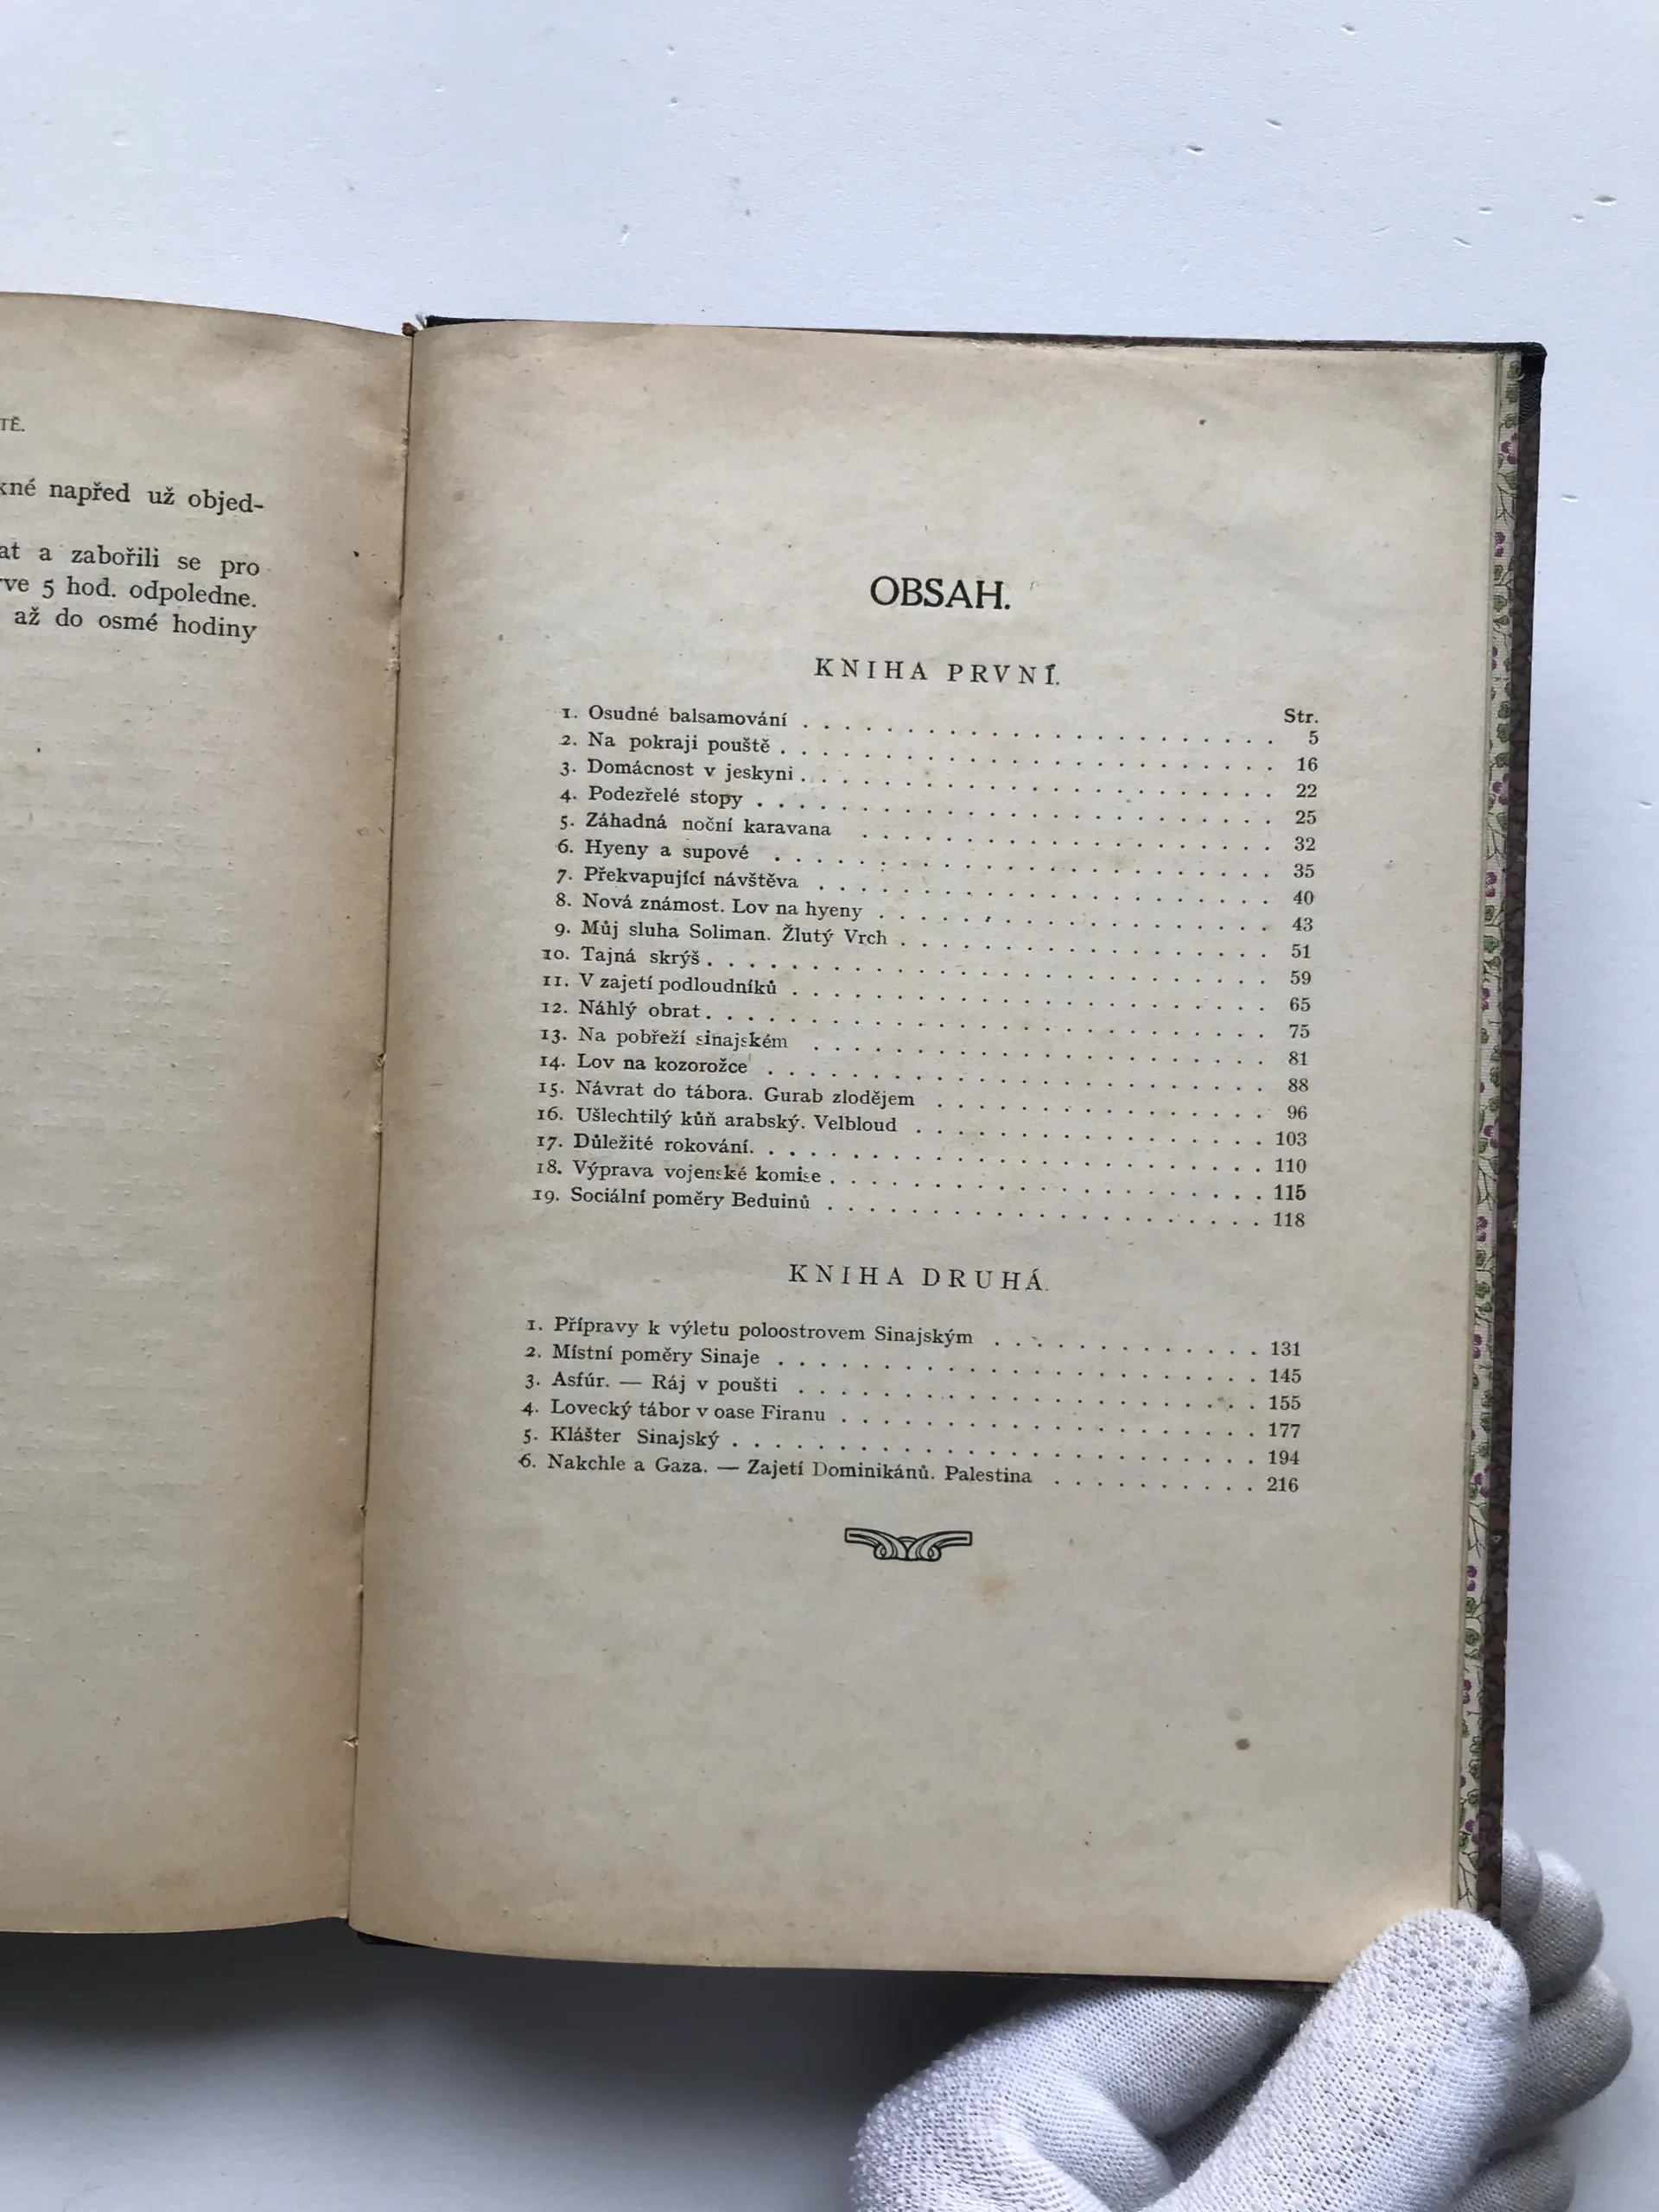 TĚ.
kné napřed už objed-
at a zabořili se pro
rve 5 hod. odpoledne.
až do osmé hodiny
OBSAH.
KNIHA PRVNÍ.
Str.
1. Osudné balsamování . . . . . . . . . . . . . . . . . . . . . . . 5
2. Na pokraji pouště . . . . . . . . . . . . . . . . . . . . . . . . 16
3. Domácnost v jeskyni . . . . . . . . . . . . . . . . . . . . . . . 22
4. Podezřelé stopy . . . . . . . . . . . . . . . . . . . . . . . . . 25
5. Záhadná noční karavana . . . . . . . . . . . . . . . . . . . . 32
6. Hyeny a supové . . . . . . . . . . . . . . . . . . . . . . . . 35
7. Překvapující návštěva . . . . . . . . . . . . . . . . . . . . . . 40
8. Nová známost. Lov na hyeny . . . . . . . . . . . . . . . . . . . 43
9. Můj sluha Soliman. Žlutý Vrch . . . . . . . . . . . . . . . . . . 51
10. Tajná skrýš . . . . . . . . . . . . . . . . . . . . . . . . . . . 59
11. V zajetí podloudníků . . . . . . . . . . . . . . . . . . . . . . . 65
12. Náhlý obrat . . . . . . . . . . . . . . . . . . . . . . . . . . . 75
13. Na pobřeží sinajském . . . . . . . . . . . . . . . . . . . . . . 81
14. Lov na kozorožce . . . . . . . . . . . . . . . . . . . . . . . . 88
15. Návrat do tábora. Gurab zlodějem . . . . . . . . . . . . . . . . 96
16. Ušlechtilý kůň arabský. Velbloud . . . . . . . . . . . . . . . . . 103
17. Důležité rokování. . . . . . . . . . . . . . . . . . . . . . . . . 110
18. Výprava vojenské komise . . . . . . . . . . . . . . . . . . . . . 115
19. Sociální poměry Beduinů . . . . . . . . . . . . . . . . . . . . . 118
KNIHA DRUHÁ.
1. Přípravy k výletu poloostrovem Sinajským . . . . . . . . . . . . . 131
2. Místní poměry Sinaje . . . . . . . . . . . . . . . . . . . . . . . 145
3. Asfúr. — Ráj v poušti . . . . . . . . . . . . . . . . . . . . . . 155
4. Lovecký tábor v oase Firanu . . . . . . . . . . . . . . . . . . . . 177
5. Klášter Sinajský . . . . . . . . . . . . . . . . . . . . . . . . . 194
6. Nakchle a Gaza. — Zajetí Dominikánů. Palestina . . . . . . . . . . 216